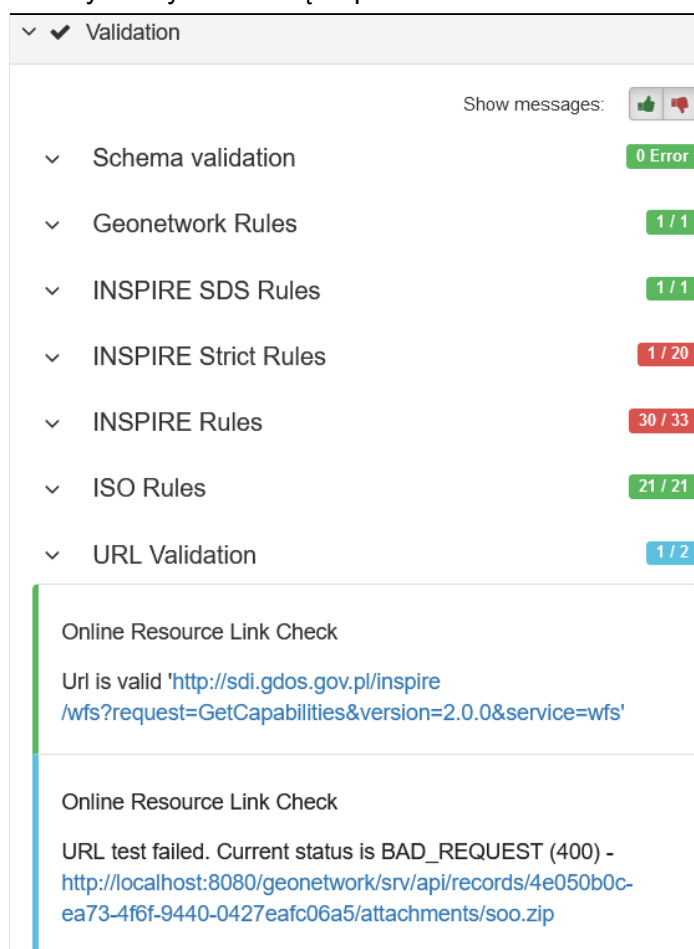 Validation
Show messages:
Schema validation
0 Error
Geonetwork Rules
1 / 1
INSPIRE SDS Rules
1 / 1
INSPIRE Strict Rules
1 / 20
INSPIRE Rules
30 / 33
ISO Rules
21 / 21
URL Validation
1 / 2
Online Resource Link Check
Url is valid 'http://sdi.gdos.gov.pl/inspire
/wfs?request=GetCapabilities&version=2.0.0&service=wfs'
Online Resource Link Check
URL test failed. Current status is BAD_REQUEST (400) -
http://localhost:8080/geonetwork/srv/api/records/4e050b0c-
ea73-4f6f-9440-0427eafc06a5/attachments/soo.zip